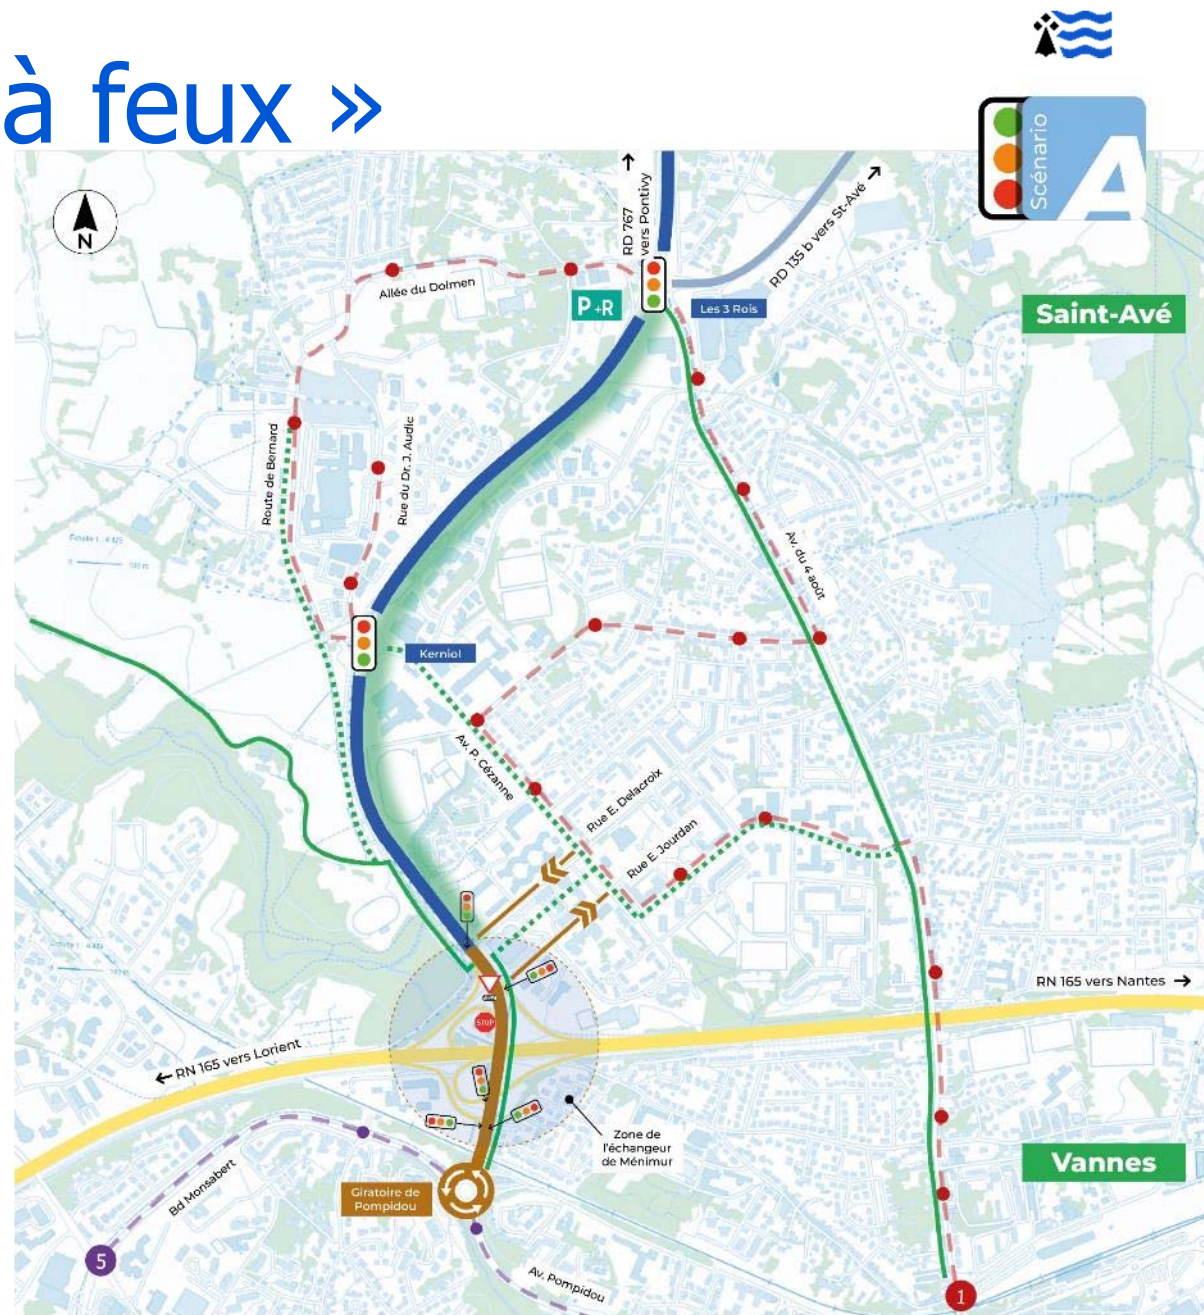 à feux »
Scénario
A
N
RD 767
vers Pontivy
RD 135 b vers St-Avé
Allée du Dolmen
P+R
Les 3 Rois
Saint-Avé
Route de Bernard
Rue du Dr. J. Audic
Av. du 4 août
Kerniol
Av. P. Cézanne
Rue E. Delacroix
Rue E. Jourdan
RN 165 vers Nantes
STOP
RN 165 vers Lorient
Zone de
l'échangeur
de Ménimur
Vannes
Bd Monsabert
Giratoire de
Pompidou
5
Av. Pompidou
1